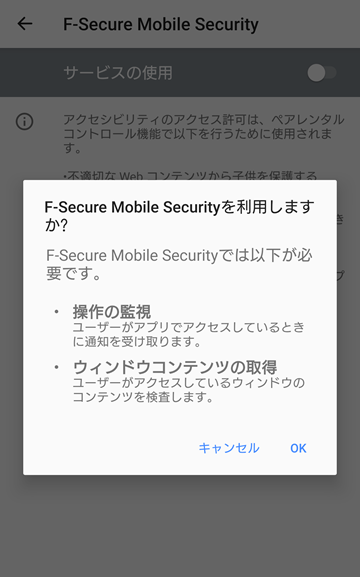 F-Secure Mobile Security
サービスの使用
アクセシビリティのアクセス許可は、ペアレンタル
コントロール機能で以下を行うために使用されま
す。
・不適切な Web コンテンツから子供を保護する
き
F-Secure Mobile Securityを利用します
か?
F-Secure Mobile Securityでは以下が必
要です。
プ
• 操作の監視
ユーザーがアプリでアクセスしているとき
に通知を受け取ります。
• ウィンドウコンテンツの取得
ユーザーがアクセスしているウィンドウの
コンテンツを検査します。
キャンセル OK